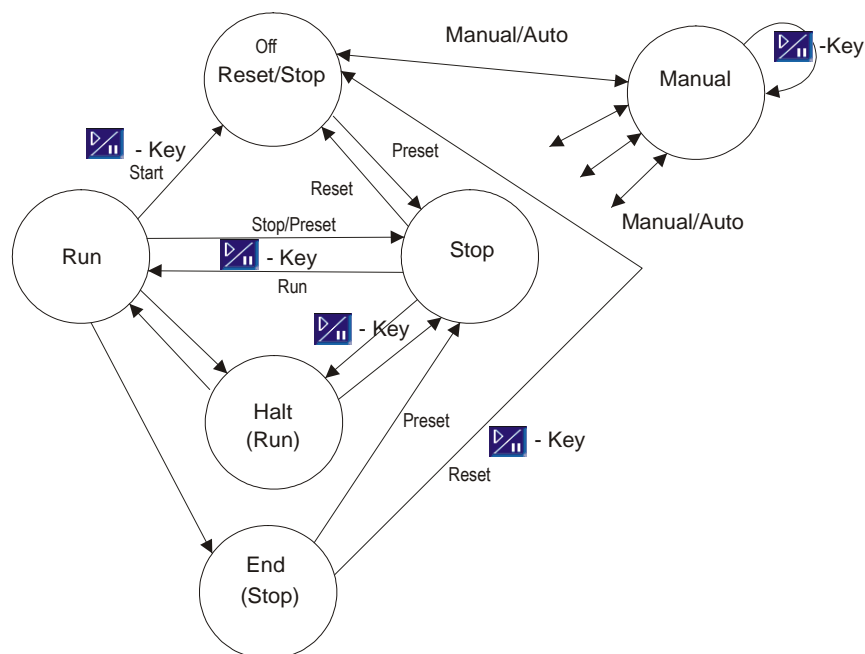 Off
Reset/Stop
Manual/Auto
-Key
Manual
- Key
Start
Preset
Reset
Manual/Auto
Stop/Preset
Run
- Key
Run
Stop
- Key
Halt
(Run)
Preset
- Key
Reset
End
(Stop)